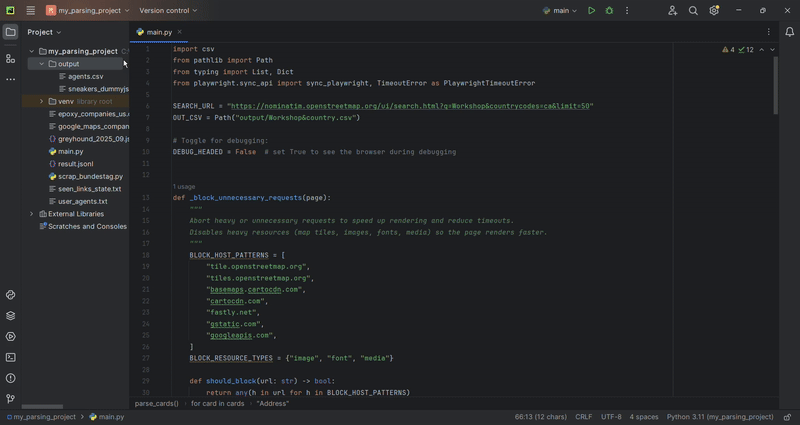 M my_parsing_project
Version control
main
Project
main.py
my_parsing_project
output
agents.csv
sneakers_dummyjs
venv library root
epoxy_companies_us.
google_maps_compan
greyhound_2025_09.js
main.py
result.jsonl
scrap_bundestag.py
seen_links_state.txt
user_agents.txt
External Libraries
Scratches and Consoles
4 12
1 import csv
2 from pathlib import Path
3 from typing import List, Dict
4 from playwright.sync_api import sync_playwright, TimeoutError as PlaywrightTimeoutError
5
6 SEARCH_URL = "https://nominatim.openstreetmap.org/ui/search.html?q=Workshop&countrycodes=ca&limit=50"
7 OUT_CSV = Path("output/Workshop&country.csv")
8
9 # Toggle for debugging:
10 DEBUG_HEADED = False # set True to see the browser during debugging
11
12
1 usage
13 def _block_unnecessary_requests(page):
14 """
15 Abort heavy or unnecessary requests to speed up rendering and reduce timeouts.
16 Disables heavy resources (map tiles, images, fonts, media) so the page renders faster.
17 """
18 BLOCK_HOST_PATTERNS = [
19 "tile.openstreetmap.org",
20 "tiles.openstreetmap.org",
21 "basemaps.cartocdn.com",
22 "cartocdn.com",
23 "fastly.net",
24 "gstatic.com",
25 "googleapis.com",
26 ]
27 BLOCK_RESOURCE_TYPES = {"image", "font", "media"}
28
29 def should_block(url: str) -> bool:
30 return any(h in url for h in BLOCK_HOST_PATTERNS)
parse_cards() > for card in cards > "Address"
my_parsing_project > main.py
66:13 (12 chars) CRLF UTF-8 4 spaces Python 3.11 (my_parsing_project)